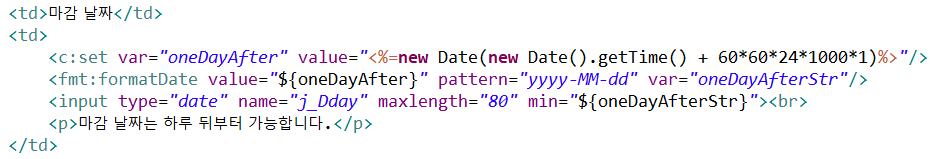 <td>마감 날짜</td>
<td>
    <c:set var="oneDayAfter" value="<%=new Date(new Date().getTime() + 60*60*24*1000*1)%>"/>
    <fmt:formatDate value="${oneDayAfter}" pattern="yyyy-MM-dd" var="oneDayAfterStr"/>
    <input type="date" name="j_Dday" maxlength="80" min="${oneDayAfterStr}"><br>
    <p>마감 날짜는 하루 뒤부터 가능합니다.</p>
</td>